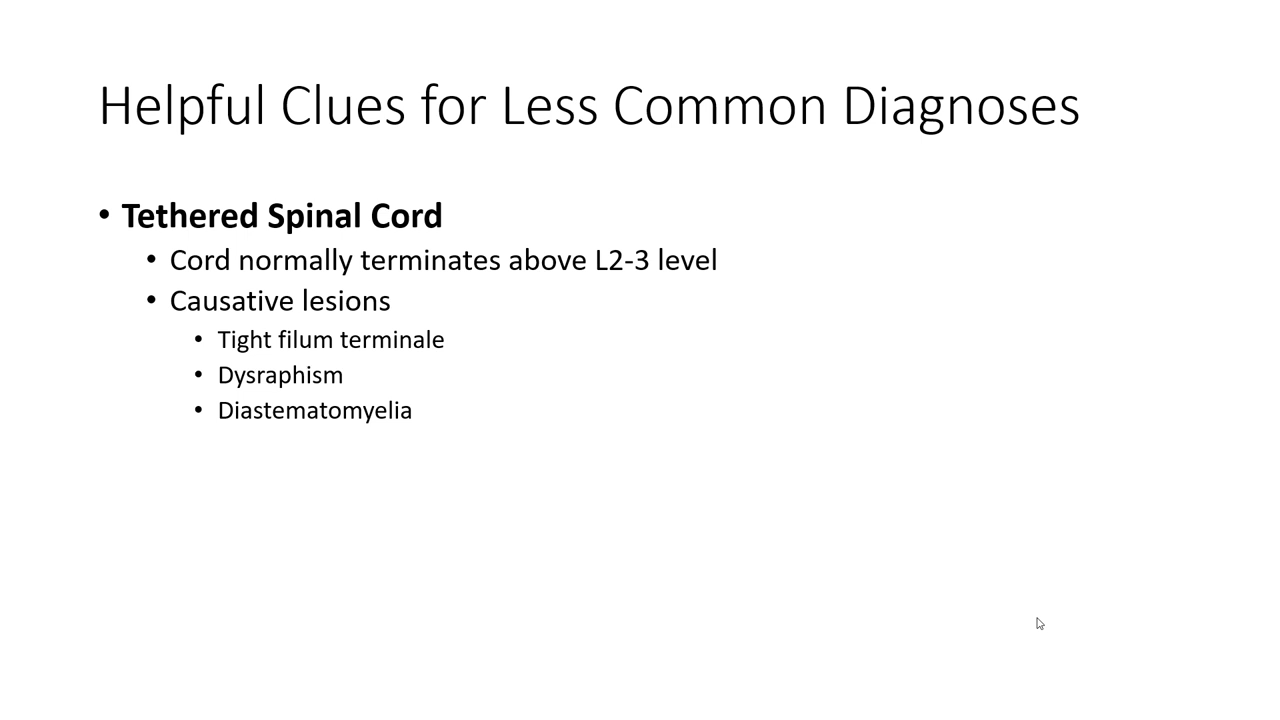 Helpful Clues for Less Common Diagnoses
• Tethered Spinal Cord
• Cord normally terminates above L2-3 level
• Causative lesions
• Tight filum terminale
• Dysraphism
• Diastematomyelia